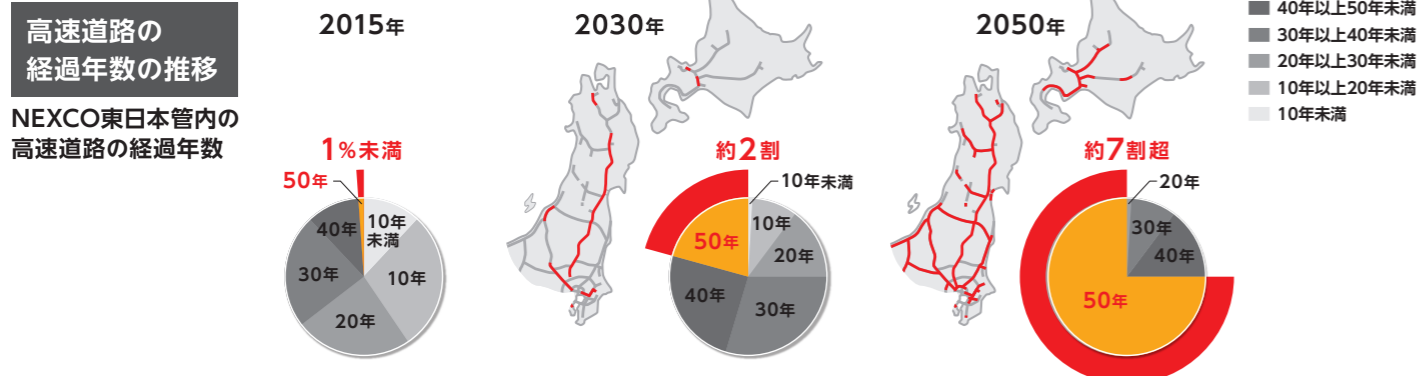 高速道路の
経過年数の推移
NEXCO東日本管内の
高速道路の経過年数
2015年
1%未満
50年
10年
未満
10年
20年
30年
40年
2030年
約2割
10年未満
10年
20年
30年
40年
50年
2050年
約7割超
20年
30年
40年
50年
40年以上50年未満
30年以上40年未満
20年以上30年未満
10年以上20年未満
10年未満